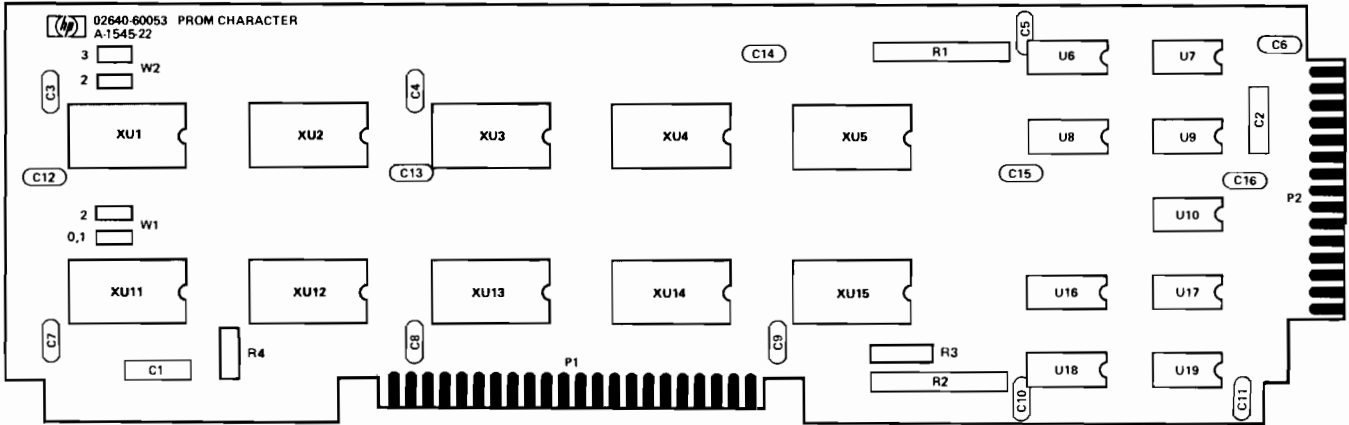 hp 02640-60053 PROM CHARACTER
A-1545-22
3
W2
2
C3
C4
C14
R1
C5
U6
U7
C6
XU1
XU2
XU3
XU4
XU5
U8
U9
C2
C12
C13
C15
C16
P2
2
W1
0,1
U10
XU11
XU12
XU13
XU14
XU15
U16
U17
C7
R4
C8
C9
R3
C1
P1
R2
U18
U19
C10
C11